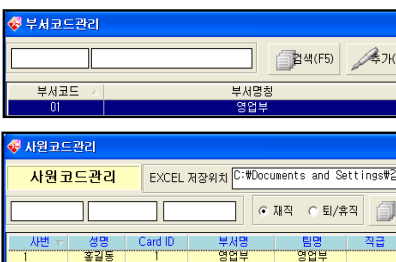 부서코드관리
검색(F5) 추가(
부서코드 부서명칭
01 영업부
사원코드관리
사원코드관리 EXCEL 저장위치 C:₩Documents and Settings₩
재직 퇴/휴직
사번 성명 Card ID 부서명 팀명 직급
1 홍길동 1 영업부 영업부